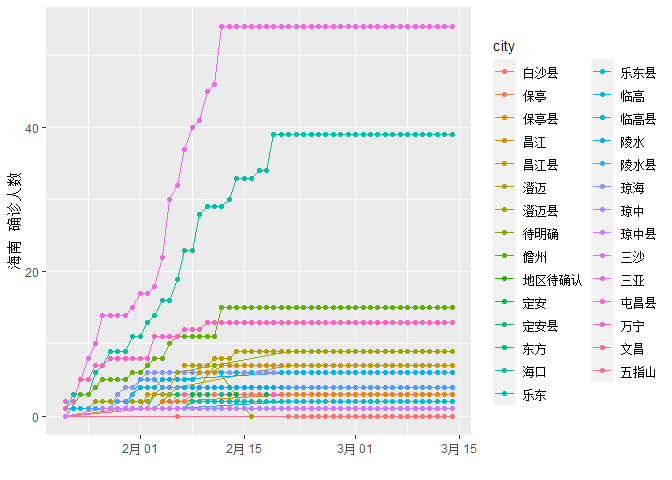 city
海南 确诊人数
40
20
0
2月 01
2月 15
3月 01
3月 15
白沙县
保亭
保亭县
昌江
昌江县
澄迈
澄迈县
待明确
儋州
地区待确认
定安
定安县
东方
海口
乐东
乐东县
临高
临高县
陵水
陵水县
琼海
琼中
琼中县
三沙
三亚
屯昌县
万宁
文昌
五指山